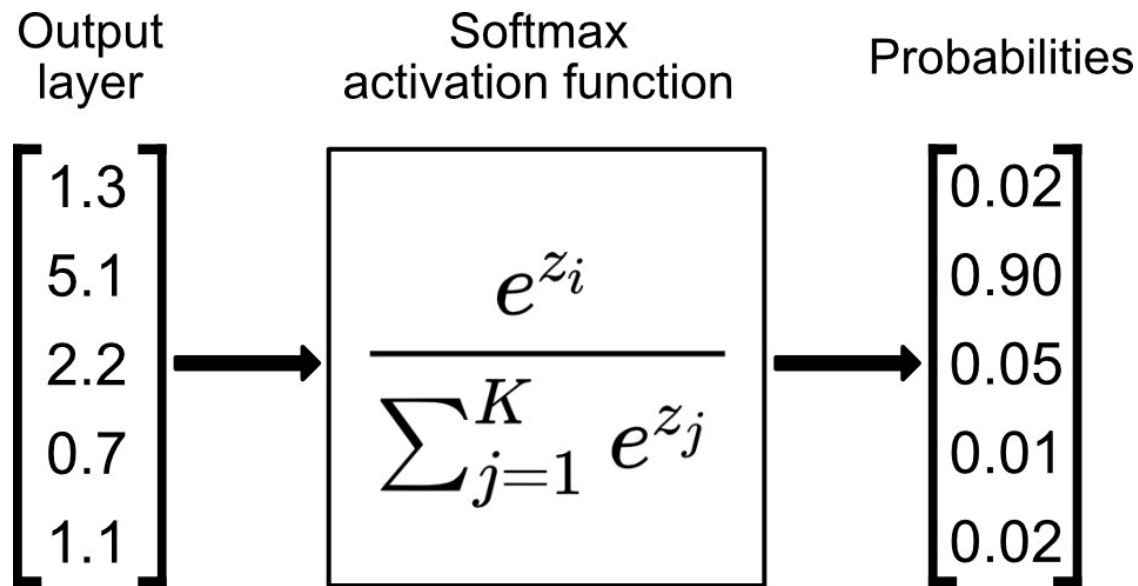 Output
layer
Softmax
activation function
Probabilities
1.3
5.1
2.2
0.7
1.1
e^{z_i}
∑_{j=1}^{K} e^{z_j}
0.02
0.90
0.05
0.01
0.02